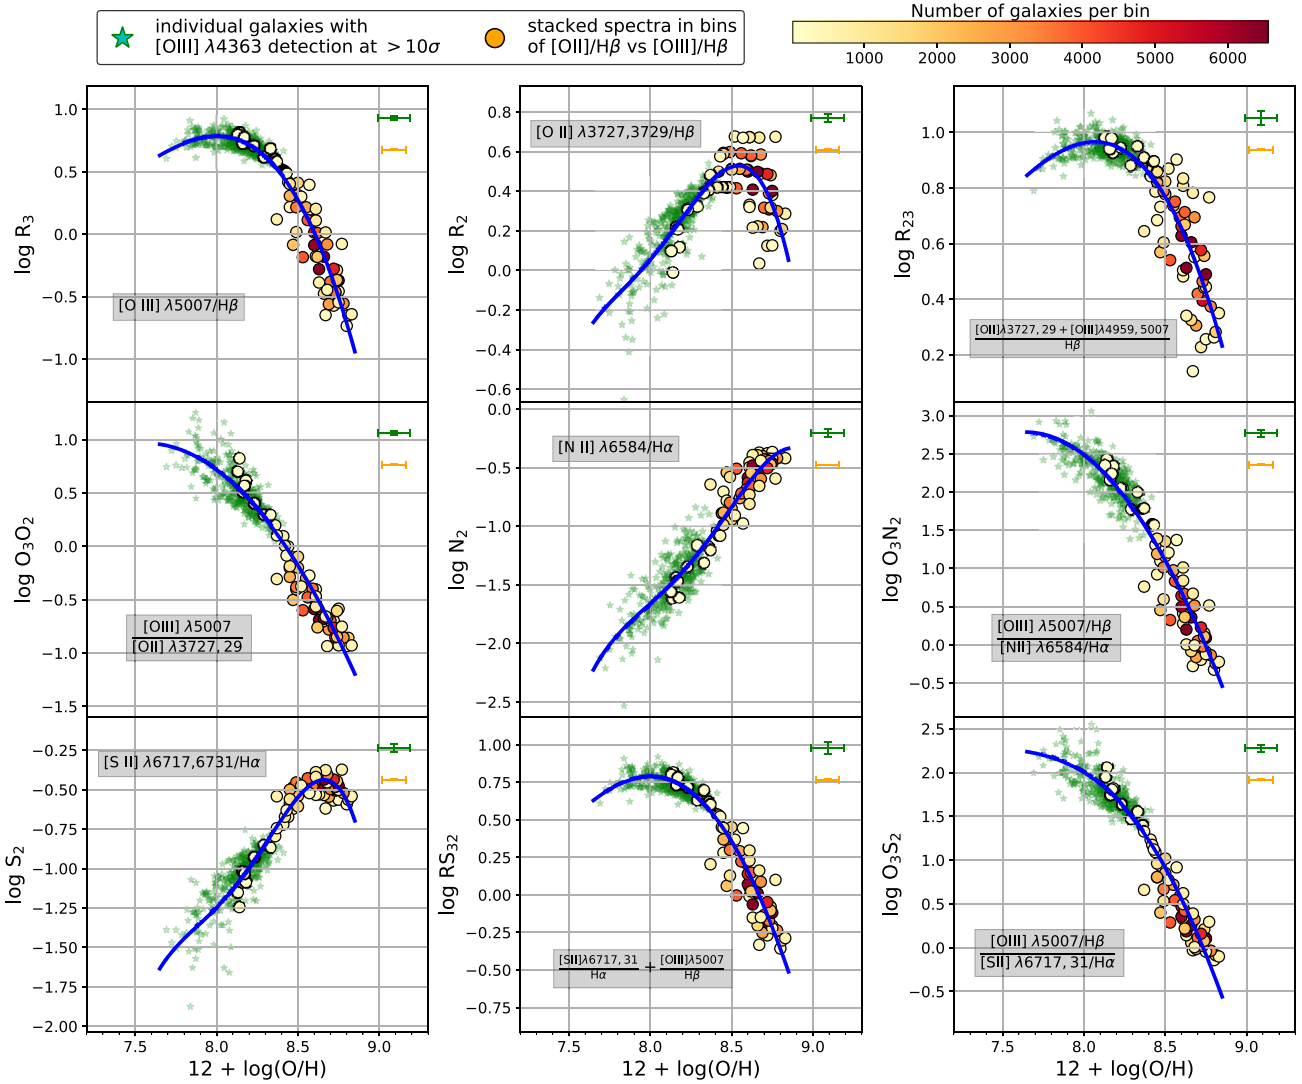 individual galaxies with
[OIII] λ4363 detection at > 10σ
stacked spectra in bins
of [OII]/Hβ vs [OIII]/Hβ
Number of galaxies per bin
1000 2000 3000 4000 5000 6000
log R3
1.0
0.5
0.0
−0.5
−1.0
[O III] λ5007/Hβ
log R2
0.8
0.6
0.4
0.2
0.0
−0.2
−0.4
−0.6
[O II] λ3727,3729/Hβ
log R23
1.0
0.8
0.6
0.4
0.2
[OII]λ3727, 29 + [OIII]λ4959, 5007
Hβ
log O3O2
1.0
0.5
0.0
−0.5
−1.0
−1.5
[OIII] λ5007
[OII] λ3727, 29
log N2
0.0
−0.5
−1.0
−1.5
−2.0
−2.5
[N II] λ6584/Hα
log O3N2
3.0
2.5
2.0
1.5
1.0
0.5
0.0
−0.5
[OIII] λ5007/Hβ
[NII] λ6584/Hα
log S2
−0.25
−0.50
−0.75
−1.00
−1.25
−1.50
−1.75
−2.00
[S II] λ6717,6731/Hα
7.5 8.0 8.5 9.0
12 + log(O/H)
log RS32
1.00
0.75
0.50
0.25
0.00
−0.25
−0.50
−0.75
[SII]λ6717, 31 + [OIII]λ5007
Hα Hβ
7.5 8.0 8.5 9.0
12 + log(O/H)
log O3S2
2.5
2.0
1.5
1.0
0.5
0.0
−0.5
[OIII] λ5007/Hβ
[SII] λ6717, 31/Hα
7.5 8.0 8.5 9.0
12 + log(O/H)